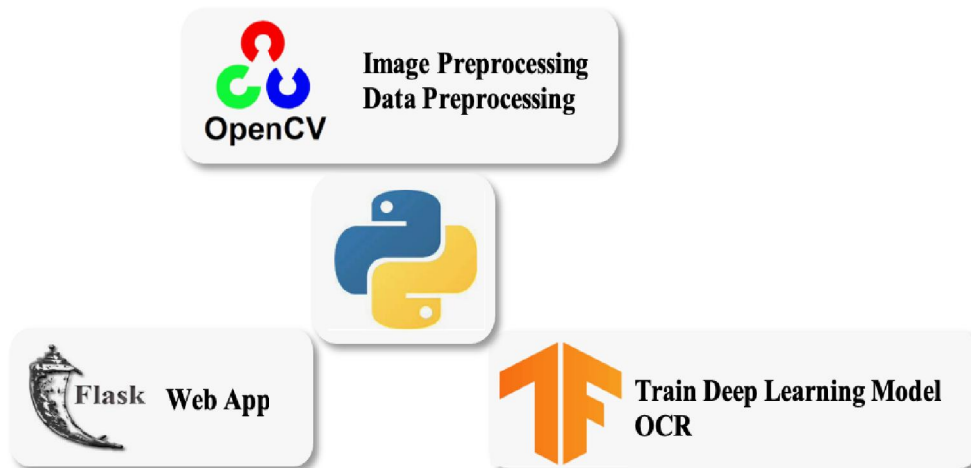 OpenCV
Image Preprocessing
Data Preprocessing
Flask
Web App
Train Deep Learning Model
OCR